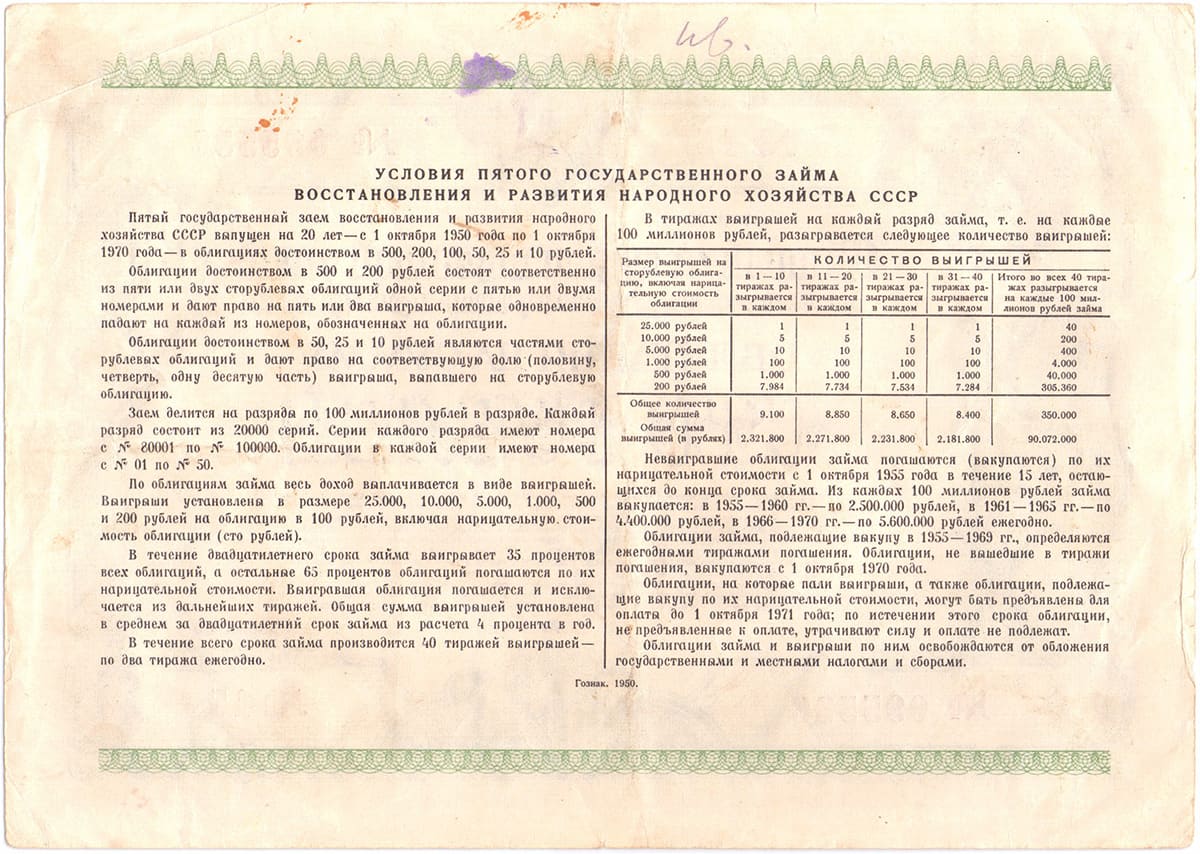 ив.
УСЛОВИЯ ПЯТОГО ГОСУДАРСТВЕННОГО ЗАЙМА
ВОССТАНОВЛЕНИЯ И РАЗВИТИЯ НАРОДНОГО ХОЗЯЙСТВА СССР
Пятый государственный заем восстановления и развития народного
хозяйства СССР выпущен на 20 лет—с 1 октября 1950 года по 1 октября
1970 года—в облигациях достоинством в 500, 200, 100, 50, 25 и 10 рублей.
Облигации достоинством в 500 и 200 рублей состоят соответственно
из пяти или двух сторублевых облигаций одной серии с пятью или двумя
номерами и дают право на пять или два выигрыша, которые одновременно
падают на каждый из номеров, обозначенных на облигации.
Облигации достоинством в 50, 25 и 10 рублей являются частями сто-
рублевых облигаций и дают право на соответствующую долю (половину,
четверть, одну десятую часть) выигрыша, выпавшего на сторублевую
облигацию.
Заем делится на разряды по 100 миллионов рублей в разряде. Каждый
разряд состоит из 20000 серий. Серии каждого разряда имеют номера
с № 80001 по № 100000. Облигации в каждой серии имеют номера
с № 01 по № 50.
По облигациям займа весь доход выплачивается в виде выигрышей.
Выигрыши установлены в размере 25.000, 10.000, 5.000, 1.000, 500
и 200 рублей на облигацию в 100 рублей, включая нарицательную стои-
мость облигации (сто рублей).
В течение двадцатилетнего срока займа выигрывает 35 процентов
всех облигаций, а остальные 65 процентов облигаций погашаются по их
нарицательной стоимости. Выигравшая облигация погашается и исклю-
чается из дальнейших тиражей. Общая сумма выигрышей установлена
в среднем за двадцатилетний срок займа из расчета 4 процента в год.
В течение всего срока займа производится 40 тиражей выигрышей—
по два тиража ежегодно.
В тиражах выигрышей на каждый разряд займа, т. е. на каждые
100 миллионов рублей, разыгрывается следующее количество выигрышей:
Размер выигрышей на
сторублевую облига-
цию, включая нарица-
тельную стоимость
облигации
КОЛИЧЕСТВО ВЫИГРЫШЕЙ
в 1—10
тиражах ра-
зыгрывается
в каждом
в 11—20
тиражах ра-
зыгрывается
в каждом
в 21—30
тиражах ра-
зыгрывается
в каждом
в 31—40
тиражах ра-
зыгрывается
в каждом
Итого во всех 40 тира-
жах разыгрывается
на каждые 100 мил-
лионов рублей займа
25.000 рублей 1 1 1 1 40
10.000 рублей 5 5 5 5 200
5.000 рублей 10 10 10 10 400
1.000 рублей 100 100 100 100 4.000
500 рублей 1.000 1.000 1.000 1.000 40.000
200 рублей 7.984 7.734 7.534 7.284 305.360
Общее количество
выигрышей 9.100 8.850 8.650 8.400 350.000
Общая сумма
выигрышей (в рублях) 2.321.800 2.271.800 2.231.800 2.181.800 90.072.000
Невыигравшие облигации займа погашаются (выкупаются) по их
нарицательной стоимости с 1 октября 1955 года в течение 15 лет, остаю-
щихся до конца срока займа. Из каждых 100 миллионов рублей займа
выкупается: в 1955—1960 гг.—по 2.500.000 рублей, в 1961—1965 гг.—по
4.400.000 рублей, в 1966—1970 гг.—по 5.600.000 рублей ежегодно.
Облигации займа, подлежащие выкупу в 1955—1969 гг., определяются
ежегодными тиражами погашения. Облигации, не вышедшие в тиражи
погашения, выкупаются с 1 октября 1970 года.
Облигации, на которые пали выигрыши, а также облигации, подлежа-
щие выкупу по их нарицательной стоимости, могут быть предъявлены для
оплаты до 1 октября 1971 года; по истечении этого срока облигации,
не предъявленные к оплате, утрачивают силу и оплате не подлежат.
Облигации займа и выигрыши по ним освобождаются от обложения
государственными и местными налогами и сборами.
Гознак. 1950.